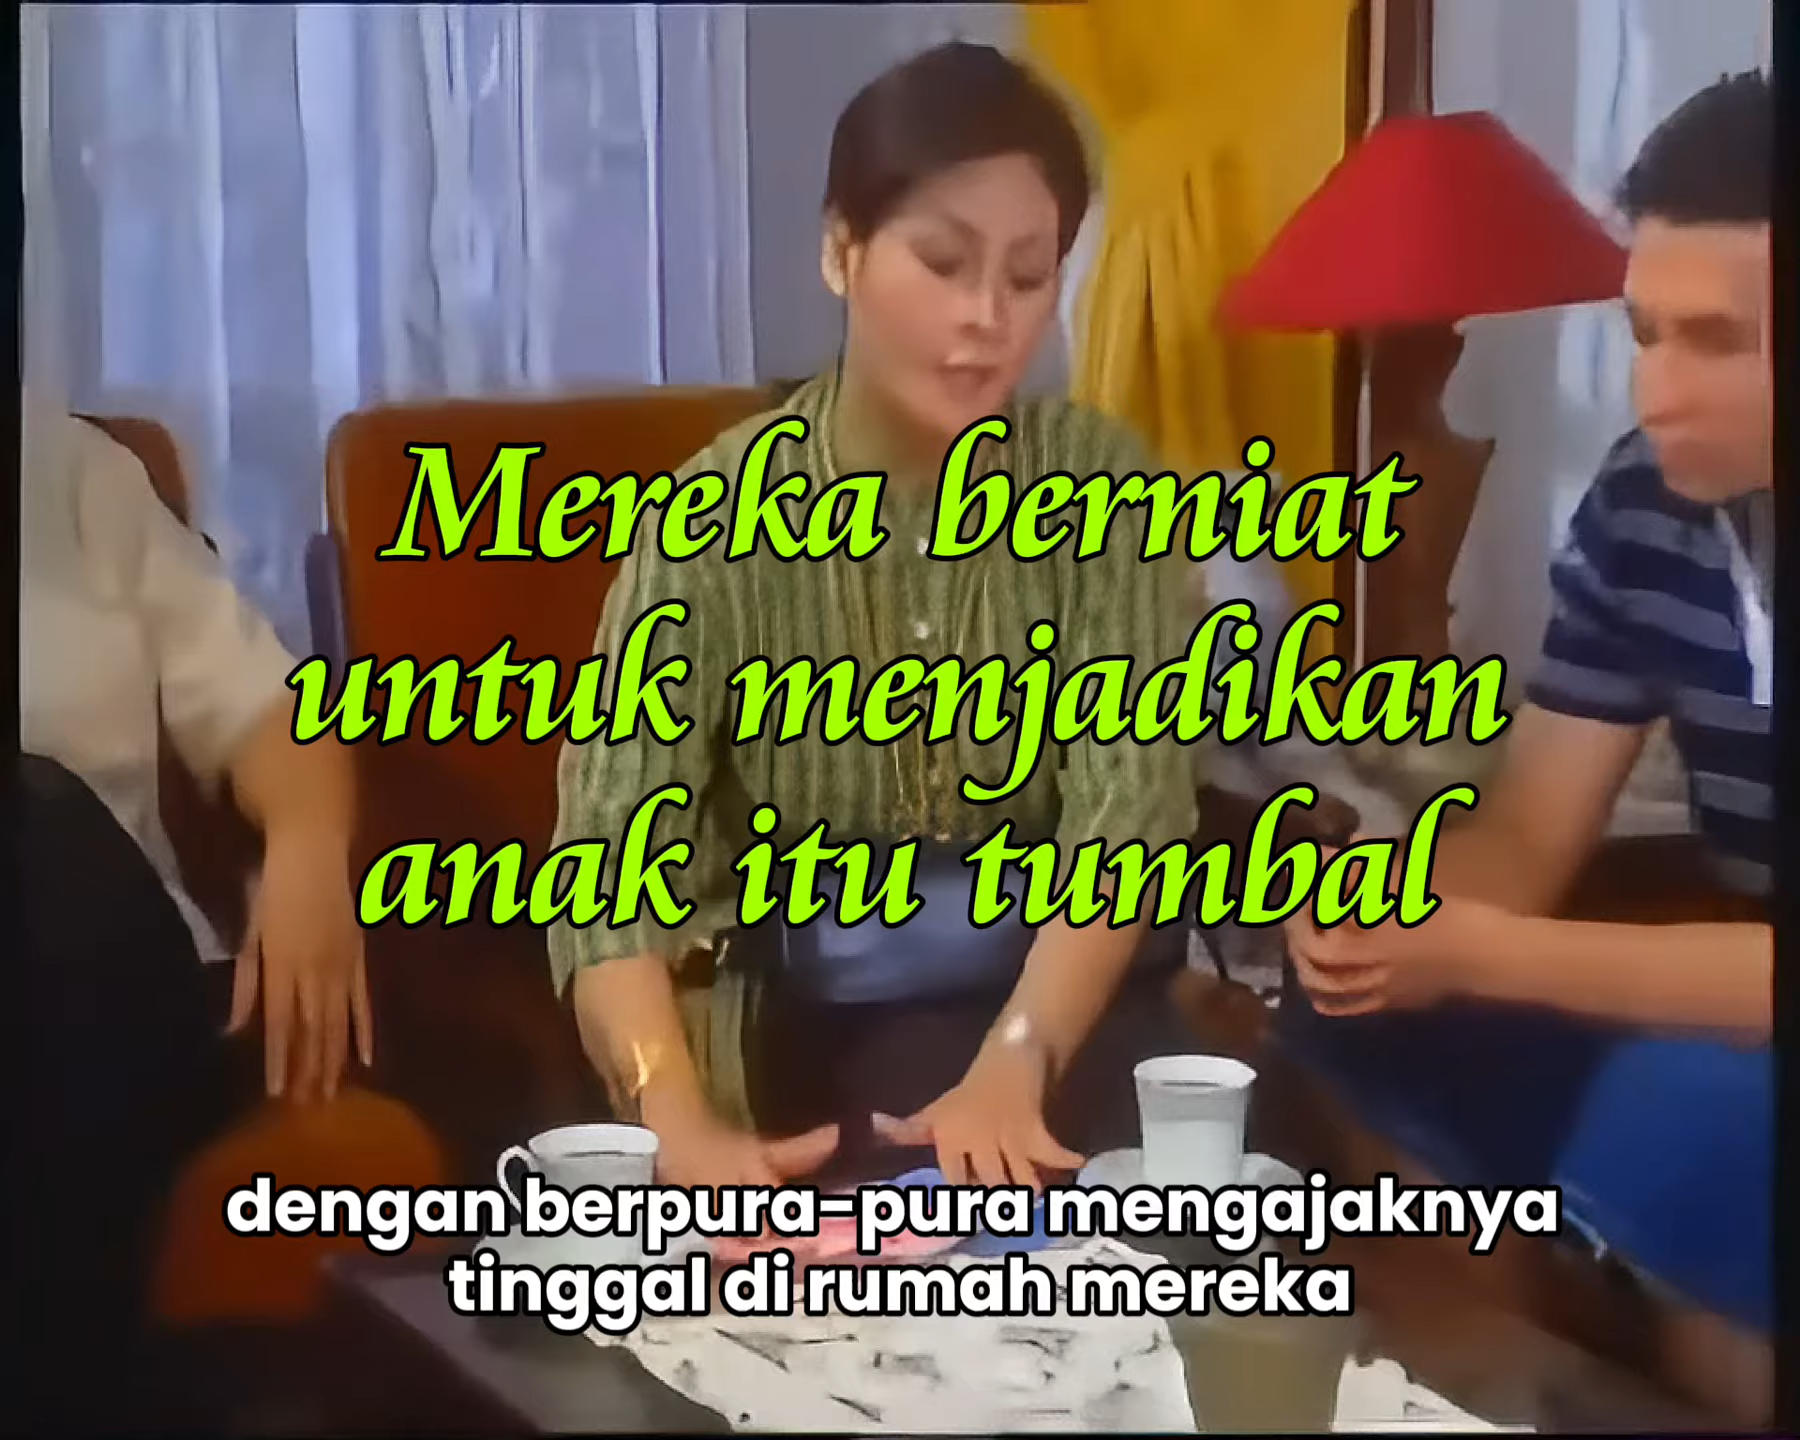 Mereka berniat
untuk menjadikan
anak itu tumbal
dengan berpura-pura mengajaknya
tinggal di rumah mereka